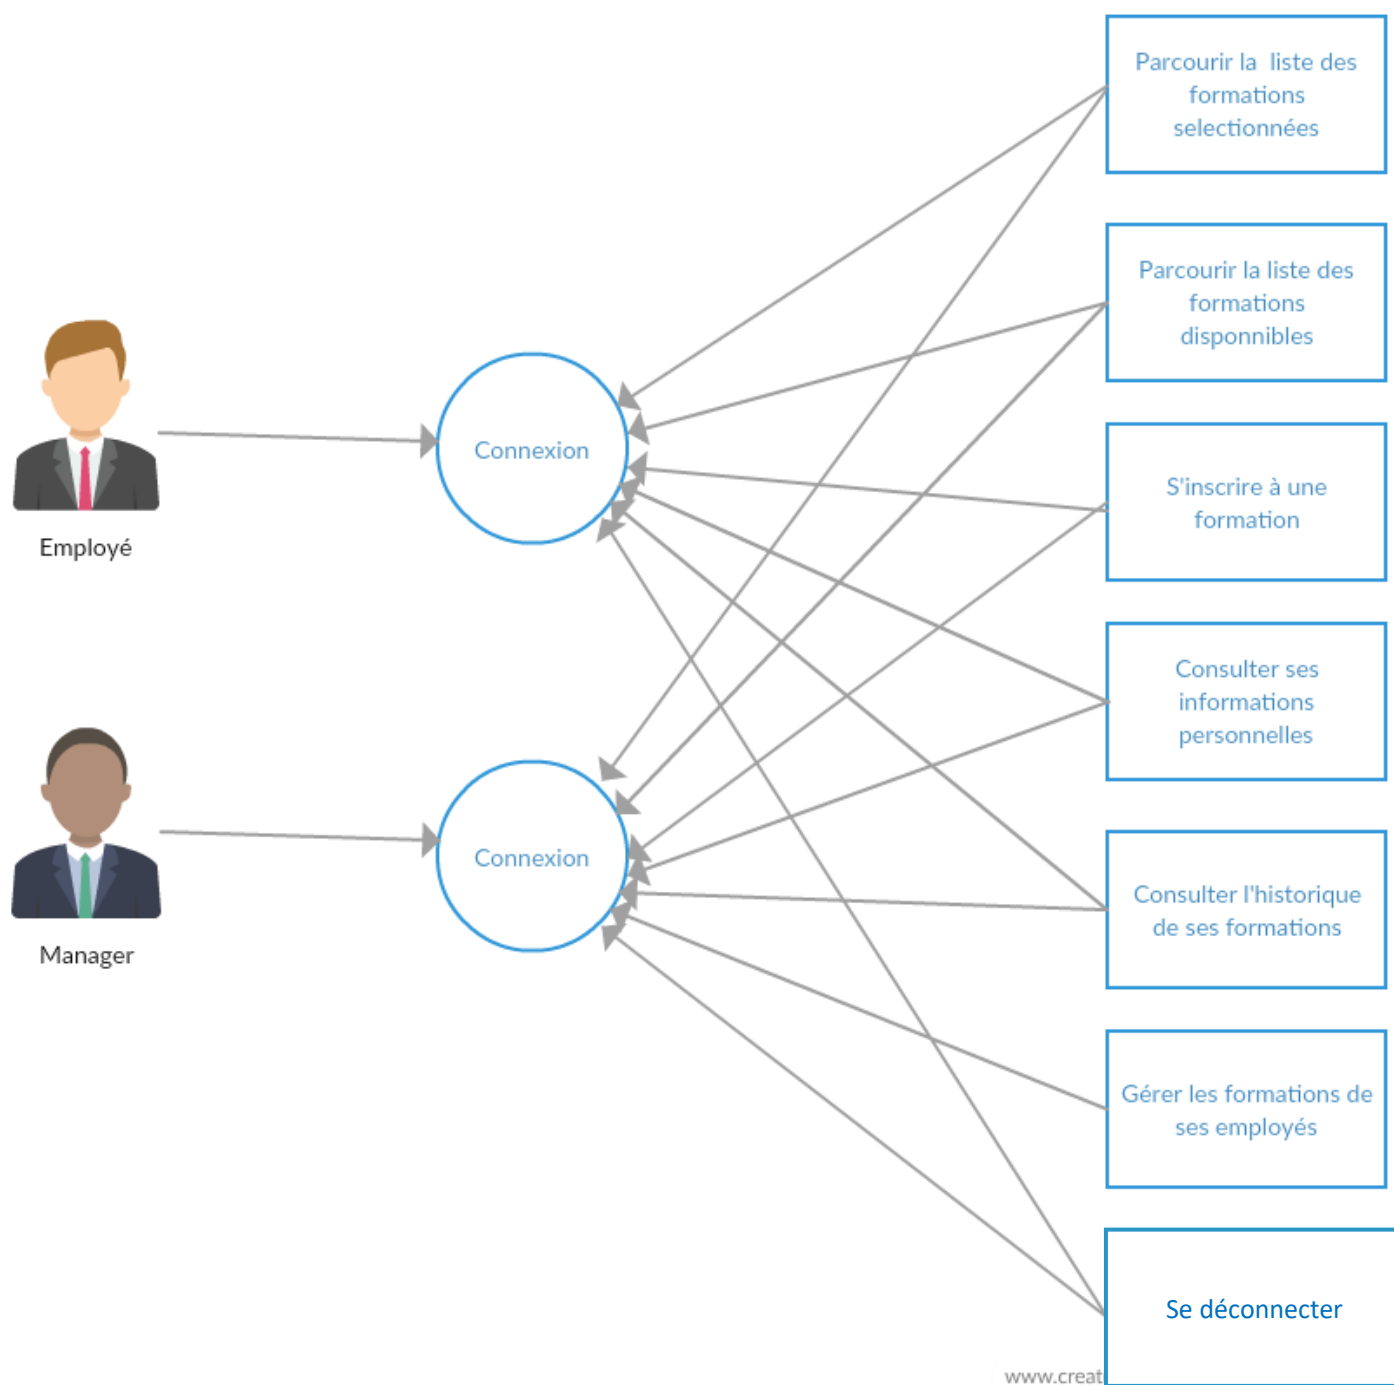 Parcourir la liste des
formations
selectionnées
Parcourir la liste des
formations
disponnibles
Connexion
S'inscrire à une
formation
Employé
Consulter ses
informations
personnelles
Connexion
Consulter l'historique
de ses formations
Manager
Gérer les formations de
ses employés
Se déconnecter
www.creat